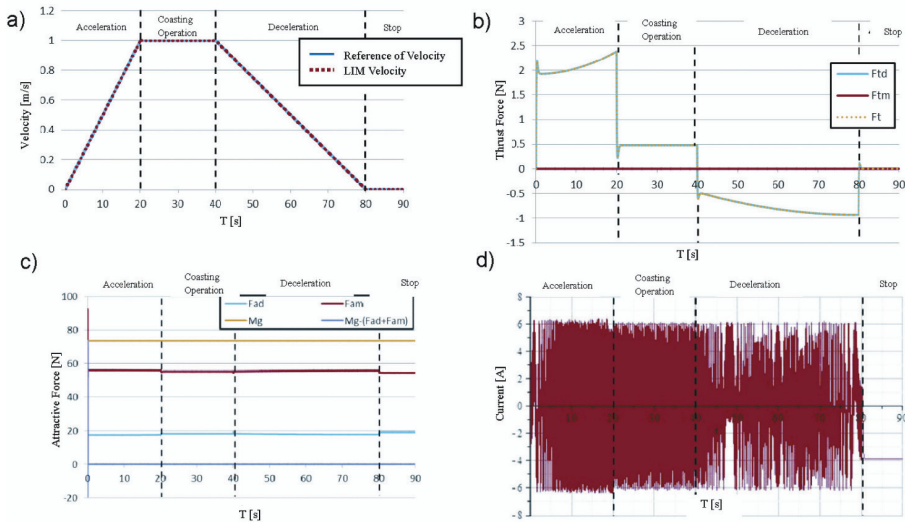 a)
Acceleration
Coasting
Operation
Deceleration
Stop
1.2
1
0.8
0.6
0.4
0.2
0
Velocity [m/s]
Reference of Velocity
LIM Velocity
0 10 20 30 40 50 60 70 80 90
T [s]
b)
Acceleration
Coasting
Operation
Deceleration
Stop
3
2.5
2
1.5
1
0.5
0
-0.5
-1
-1.5
Thrust Force [N]
Ftd
Ftm
Ft
0 10 20 30 40 50 60 70 80 90
T [s]
c)
Acceleration
Coasting
Operation
Deceleration
Stop
100
80
60
40
20
0
-20
Attractive Force [N]
Fad Fam
Mg Mg-(Fad+Fam)
0 10 20 30 40 50 60 70 80 90
T [s]
d)
Acceleration
Coasting
Operation
Deceleration
Stop
8
6
4
2
0
-2
-4
-6
-8
Current [A]
90
T [s]